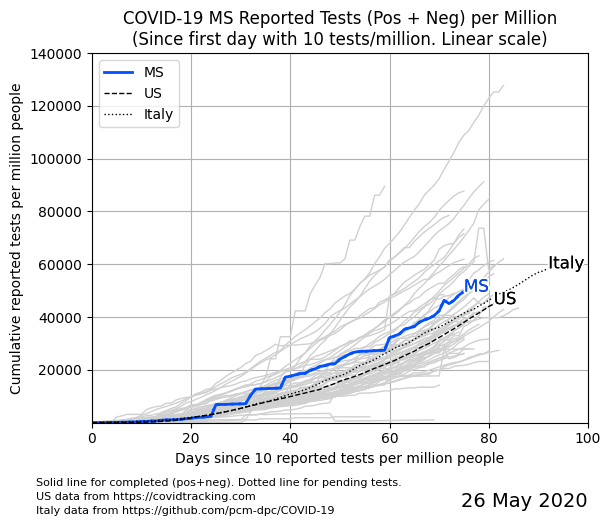 COVID-19 MS Reported Tests (Pos + Neg) per Million
(Since first day with 10 tests/million. Linear scale)
Cumulative reported tests per million people
140000
120000
100000
80000
60000
40000
20000
MS
US
Italy
Italy
MS
US
0 20 40 60 80 100
Days since 10 reported tests per million people
Solid line for completed (pos+neg). Dotted line for pending tests.
US data from https://covidtracking.com
Italy data from https://github.com/pcm-dpc/COVID-19
26 May 2020